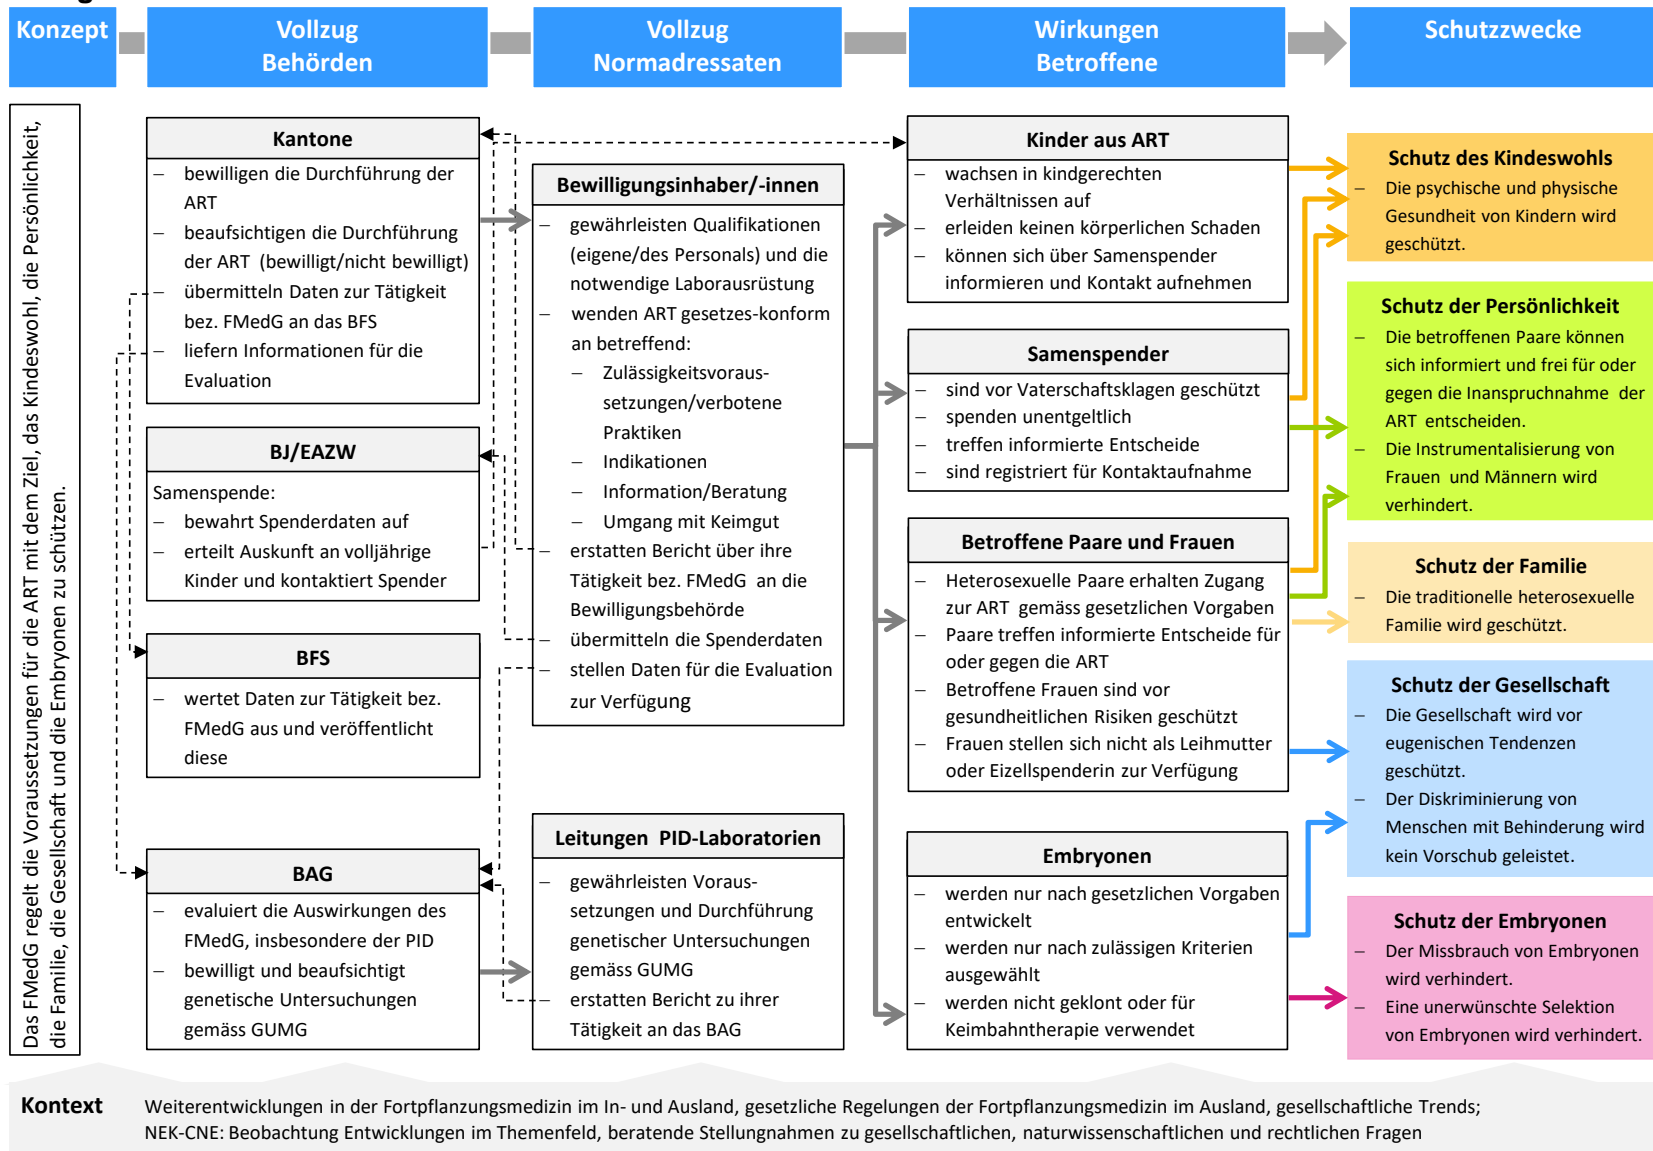 Konzept
Vollzug
Behörden
Vollzug
Normadressaten
Wirkungen
Betroffene
Schutzzwecke
Das FMedG regelt die Voraussetzungen für die ART mit dem Ziel, das Kindeswohl, die Persönlichkeit,
die Familie, die Gesellschaft und die Embryonen zu schützen.
Kantone
– bewilligen die Durchführung der
ART
– beaufsichtigen die Durchführung
der ART (bewilligt/nicht bewilligt)
– übermitteln Daten zur Tätigkeit
bez. FMedG an das BFS
– liefern Informationen für die
Evaluation
BJ/EAZW
Samenspende:
– bewahrt Spenderdaten auf
– erteilt Auskunft an volljährige
Kinder und kontaktiert Spender
BFS
– wertet Daten zur Tätigkeit bez.
FMedG aus und veröffentlicht
diese
BAG
– evaluiert die Auswirkungen des
FMedG, insbesondere der PID
– bewilligt und beaufsichtigt
genetische Untersuchungen
gemäss GUMG
Bewilligungsinhaber/-innen
– gewährleisten Qualifikationen
(eigene/des Personals) und die
notwendige Laborausrüstung
– wenden ART gesetzes-konform
an betreffend:
– Zulässigkeitsvoraus-
setzungen/verbotene
Praktiken
– Indikationen
– Information/Beratung
– Umgang mit Keimgut
– erstatten Bericht über ihre
Tätigkeit bez. FMedG an die
Bewilligungsbehörde
– übermitteln die Spenderdaten
– stellen Daten für die Evaluation
zur Verfügung
Leitungen PID-Laboratorien
– gewährleisten Voraus-
setzungen und Durchführung
genetischer Untersuchungen
gemäss GUMG
– erstatten Bericht zu ihrer
Tätigkeit an das BAG
Kinder aus ART
– wachsen in kindgerechten
Verhältnissen auf
– erleiden keinen körperlichen Schaden
– können sich über Samenspender
informieren und Kontakt aufnehmen
Samenspender
– sind vor Vaterschaftsklagen geschützt
– spenden unentgeltlich
– treffen informierte Entscheide
– sind registriert für Kontaktaufnahme
Betroffene Paare und Frauen
– Heterosexuelle Paare erhalten Zugang
zur ART gemäss gesetzlichen Vorgaben
– Paare treffen informierte Entscheide für
oder gegen die ART
– Betroffene Frauen sind vor
gesundheitlichen Risiken geschützt
– Frauen stellen sich nicht als Leihmutter
oder Eizellspenderin zur Verfügung
Embryonen
– werden nur nach gesetzlichen Vorgaben
entwickelt
– werden nur nach zulässigen Kriterien
ausgewählt
– werden nicht geklont oder für
Keimbahntherapie verwendet
Schutz des Kindeswohls
– Die psychische und physische
Gesundheit von Kindern wird
geschützt.
Schutz der Persönlichkeit
– Die betroffenen Paare können
sich informiert und frei für oder
gegen die Inanspruchnahme der
ART entscheiden.
– Die Instrumentalisierung von
Frauen und Männern wird
verhindert.
Schutz der Familie
– Die traditionelle heterosexuelle
Familie wird geschützt.
Schutz der Gesellschaft
– Die Gesellschaft wird vor
eugenischen Tendenzen
geschützt.
– Der Diskriminierung von
Menschen mit Behinderung wird
kein Vorschub geleistet.
Schutz der Embryonen
– Der Missbrauch von Embryonen
wird verhindert.
– Eine unerwünschte Selektion
von Embryonen wird verhindert.
Kontext
Weiterentwicklungen in der Fortpflanzungsmedizin im In- und Ausland, gesetzliche Regelungen der Fortpflanzungsmedizin im Ausland, gesellschaftliche Trends;
NEK-CNE: Beobachtung Entwicklungen im Themenfeld, beratende Stellungnahmen zu gesellschaftlichen, naturwissenschaftlichen und rechtlichen Fragen